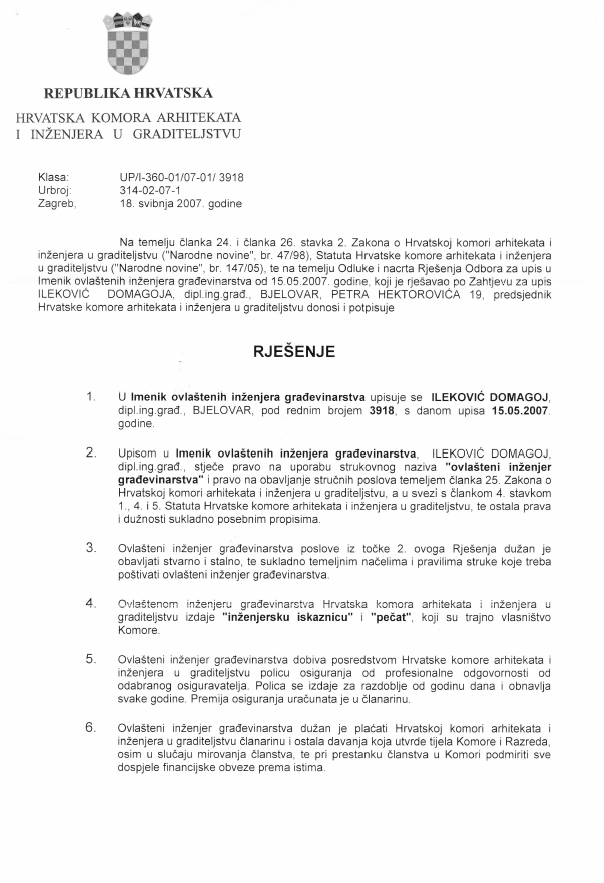 REPUBLIKA HRVATSKA
HRVATSKA KOMORA ARHITEKATA
I INŽENJERA U GRADITELJSTVU
Klasa: UP/I-360-01/07-01/ 3918
Urbroj: 314-02-07-1
Zagreb, 18. svibnja 2007. godine
Na temelju članka 24. i članka 26. stavka 2. Zakona o Hrvatskoj komori arhitekata i
inženjera u graditeljstvu ("Narodne novine", br. 47/98), Statuta Hrvatske komore arhitekata i inženjera
u graditeljstvu ("Narodne novine", br. 147/05), te na temelju Odluke i nacrta Rješenja Odbora za upis u
Imenik ovlaštenih inženjera građevinarstva od 15.05.2007. godine, koji je rješavao po Zahtjevu za upis
ILEKOVIĆ DOMAGOJA, dipl.ing.građ., BJELOVAR, PETRA HEKTOROVIĆA 19, predsjednik
Hrvatske komore arhitekata i inženjera u graditeljstvu donosi i potpisuje
RJEŠENJE
1. U Imenik ovlaštenih inženjera građevinarstva upisuje se ILEKOVIĆ DOMAGOJ,
dipl.ing.građ., BJELOVAR, pod rednim brojem 3918, s danom upisa 15.05.2007.
godine.
2. Upisom u Imenik ovlaštenih inženjera građevinarstva, ILEKOVIĆ DOMAGOJ,
dipl.ing.građ., stječe pravo na uporabu strukovnog naziva "ovlašteni inženjer
građevinarstva" i pravo na obavljanje stručnih poslova temeljem članka 25. Zakona o
Hrvatskoj komori arhitekata i inženjera u graditeljstvu, a u svezi s člankom 4. stavkom
1., 4. i 5. Statuta Hrvatske komore arhitekata i inženjera u graditeljstvu, te ostala prava
i dužnosti sukladno posebnim propisima.
3. Ovlašteni inženjer građevinarstva poslove iz točke 2. ovoga Rješenja dužan je
obavljati stvarno i stalno, te sukladno temeljnim načelima i pravilima struke koje treba
poštivati ovlašteni inženjer građevinarstva.
4. Ovlaštenom inženjeru građevinarstva Hrvatska komora arhitekata i inženjera u
graditeljstvu izdaje "inženjersku iskaznicu" i "pečat", koji su trajno vlasništvo
Komore.
5. Ovlašteni inženjer građevinarstva dobiva posredstvom Hrvatske komore arhitekata i
inženjera u graditeljstvu policu osiguranja od profesionalne odgovornosti od
odabranog osiguravatelja. Polica se izdaje za razdoblje od godinu dana i obnavlja
svake godine. Premija osiguranja uračunata je u članarinu.
6. Ovlašteni inženjer građevinarstva dužan je plaćati Hrvatskoj komori arhitekata i
inženjera u graditeljstvu članarinu i ostala davanja koja utvrde tijela Komore i Razreda,
osim u slučaju mirovanja članstva, te pri prestanku članstva u Komori podmiriti sve
dospjele financijske obveze prema istima.